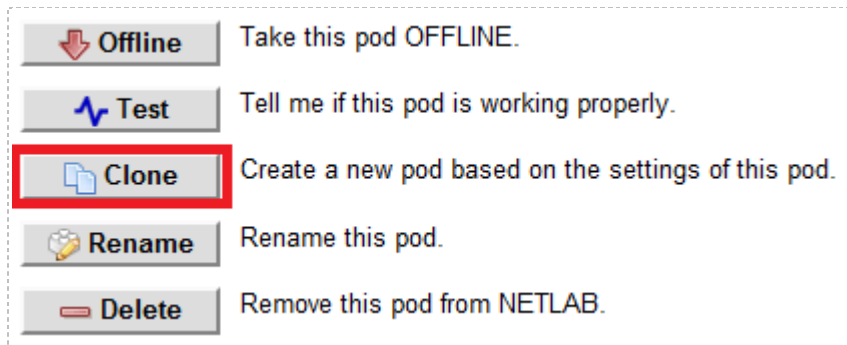 Offline Take this pod OFFLINE.
Test Tell me if this pod is working properly.
Clone Create a new pod based on the settings of this pod.
Rename Rename this pod.
Delete Remove this pod from NETLAB.